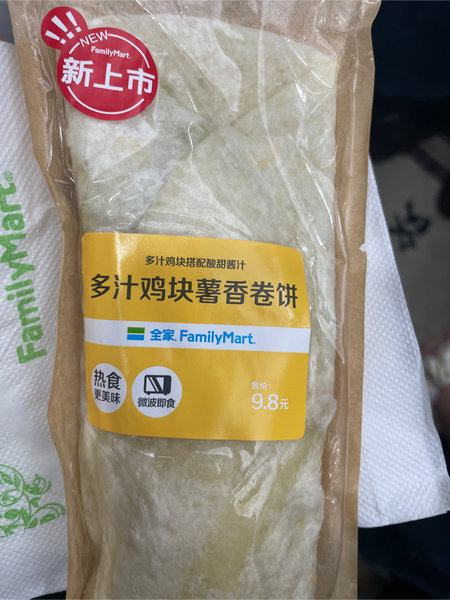 NEW
FamilyMart
新上市
FamilyMart®
多汁鸡块搭配酸甜酱汁
多汁鸡块薯香卷饼
全家 FamilyMart
热食
更美味
微波即食
售价:
9.8元